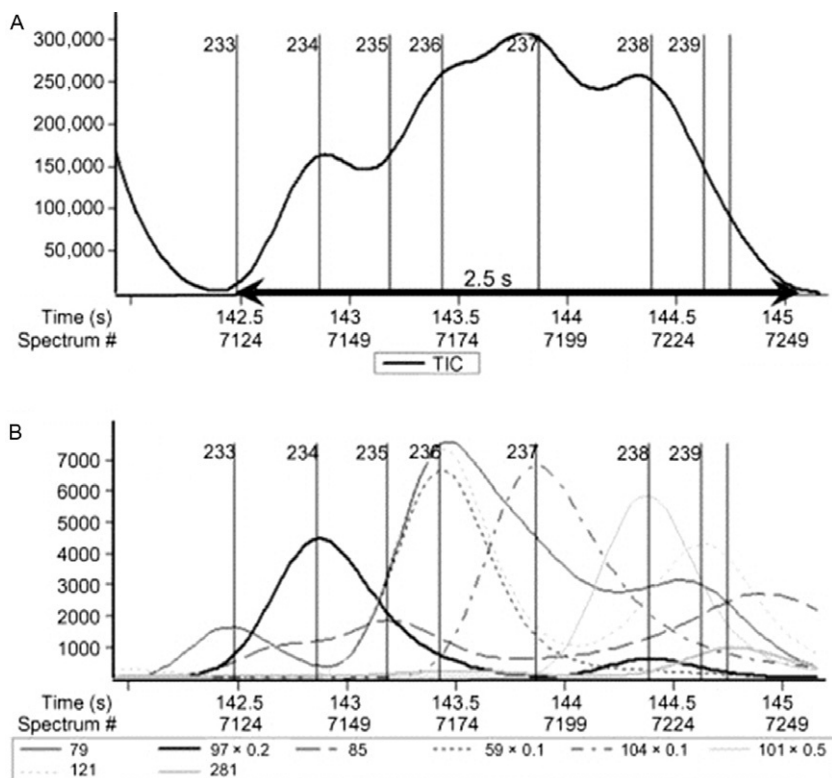 A
300,000
250,000
200,000
150,000
100,000
50,000
233 234 235 236 237 238 239
2.5 s
Time (s) 142.5 143 143.5 144 144.5 145
Spectrum # 7124 7149 7174 7199 7224 7249
TIC
B
7000
6000
5000
4000
3000
2000
1000
233 234 235 236 237 238 239
Time (s) 142.5 143 143.5 144 144.5 145
Spectrum # 7124 7149 7174 7199 7224 7249
79 97 × 0.2 85 59 × 0.1 104 × 0.1 101 × 0.5
121 281